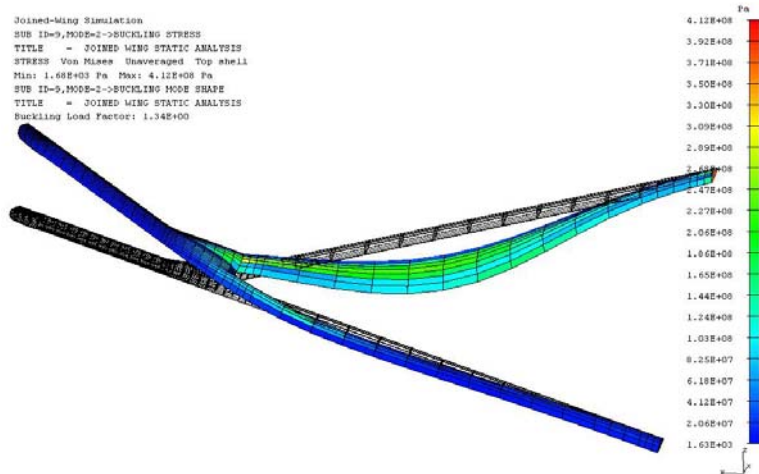 Joined-Wing Simulation
SUB ID=9,MODE=2->BUCKLING STRESS
TITLE = JOINED WING STATIC ANALYSIS
STRESS Von Mises Unaveraged Top shell
Min: 1.68E+03 Pa Max: 4.12E+08 Pa
SUB ID=9,MODE=2->BUCKLING MODE SHAPE
TITLE = JOINED WING STATIC ANALYSIS
Buckling Load Factor: 1.34E+00
Pa
4.12E+08
3.92E+08
3.71E+08
3.50E+08
3.30E+08
3.09E+08
2.89E+08
2.68E+08
2.47E+08
2.27E+08
2.06E+08
1.86E+08
1.65E+08
1.44E+08
1.24E+08
1.03E+08
8.25E+07
6.18E+07
4.12E+07
2.06E+07
1.63E+03
Z